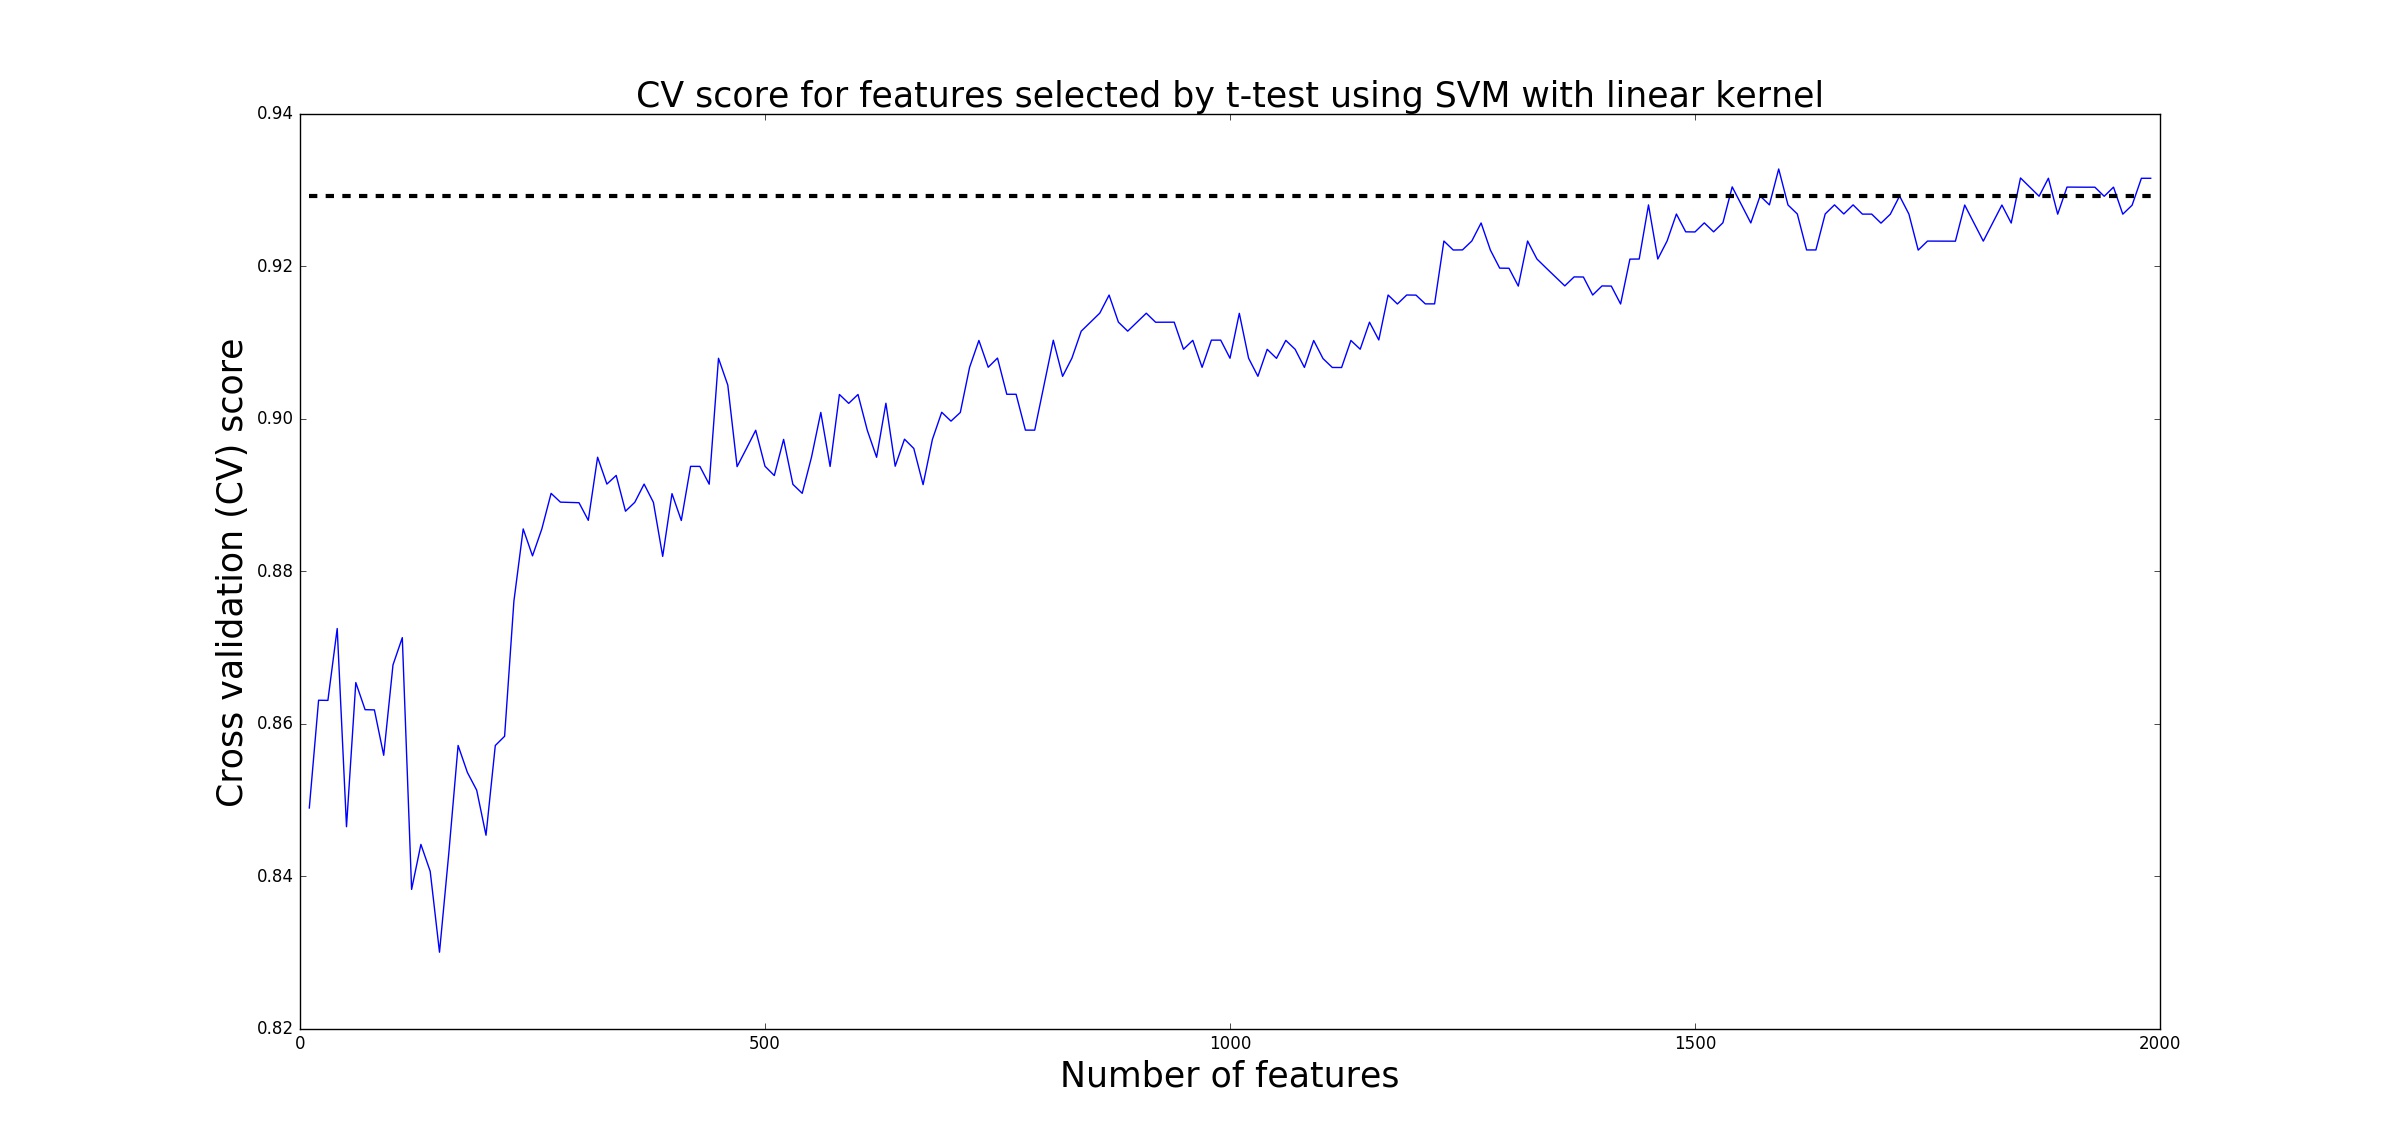 CV score for features selected by t-test using SVM with linear kernel
0.94
0.92
0.90
0.88
0.86
0.84
0.82
Cross validation (CV) score
0 500 1000 1500 2000
Number of features